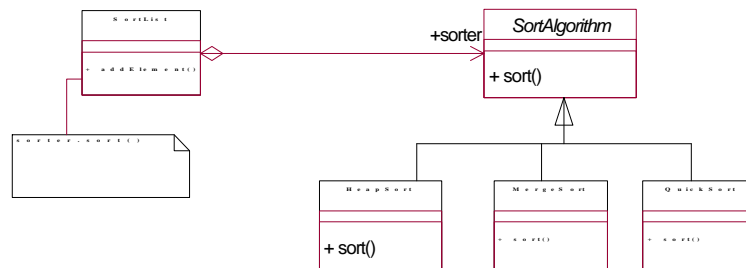 SortList
+ addElement()
sorter.sort()
+sorter
SortAlgorithm
+ sort()
HeapSort
+ sort()
MergeSort
+ sort()
QuickSort
+ sort()